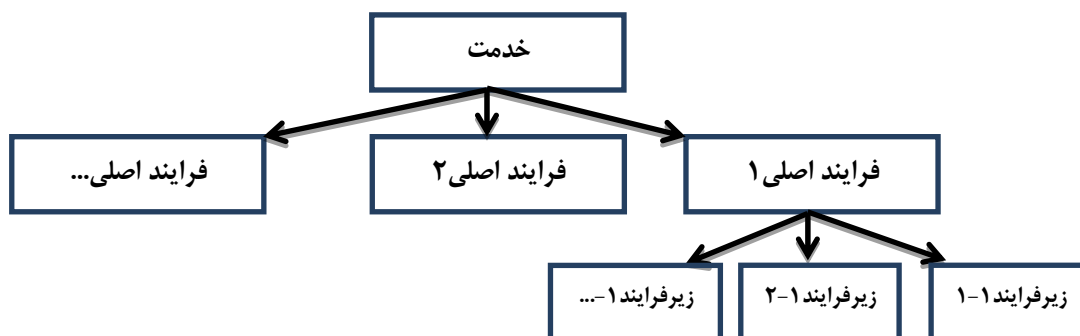 خدمت
فرایند اصلی۱
فرایند اصلی۲
فرایند اصلی...
زیرفرایند۱-۱
زیرفرایند۱-۲
زیرفرایند۱-...